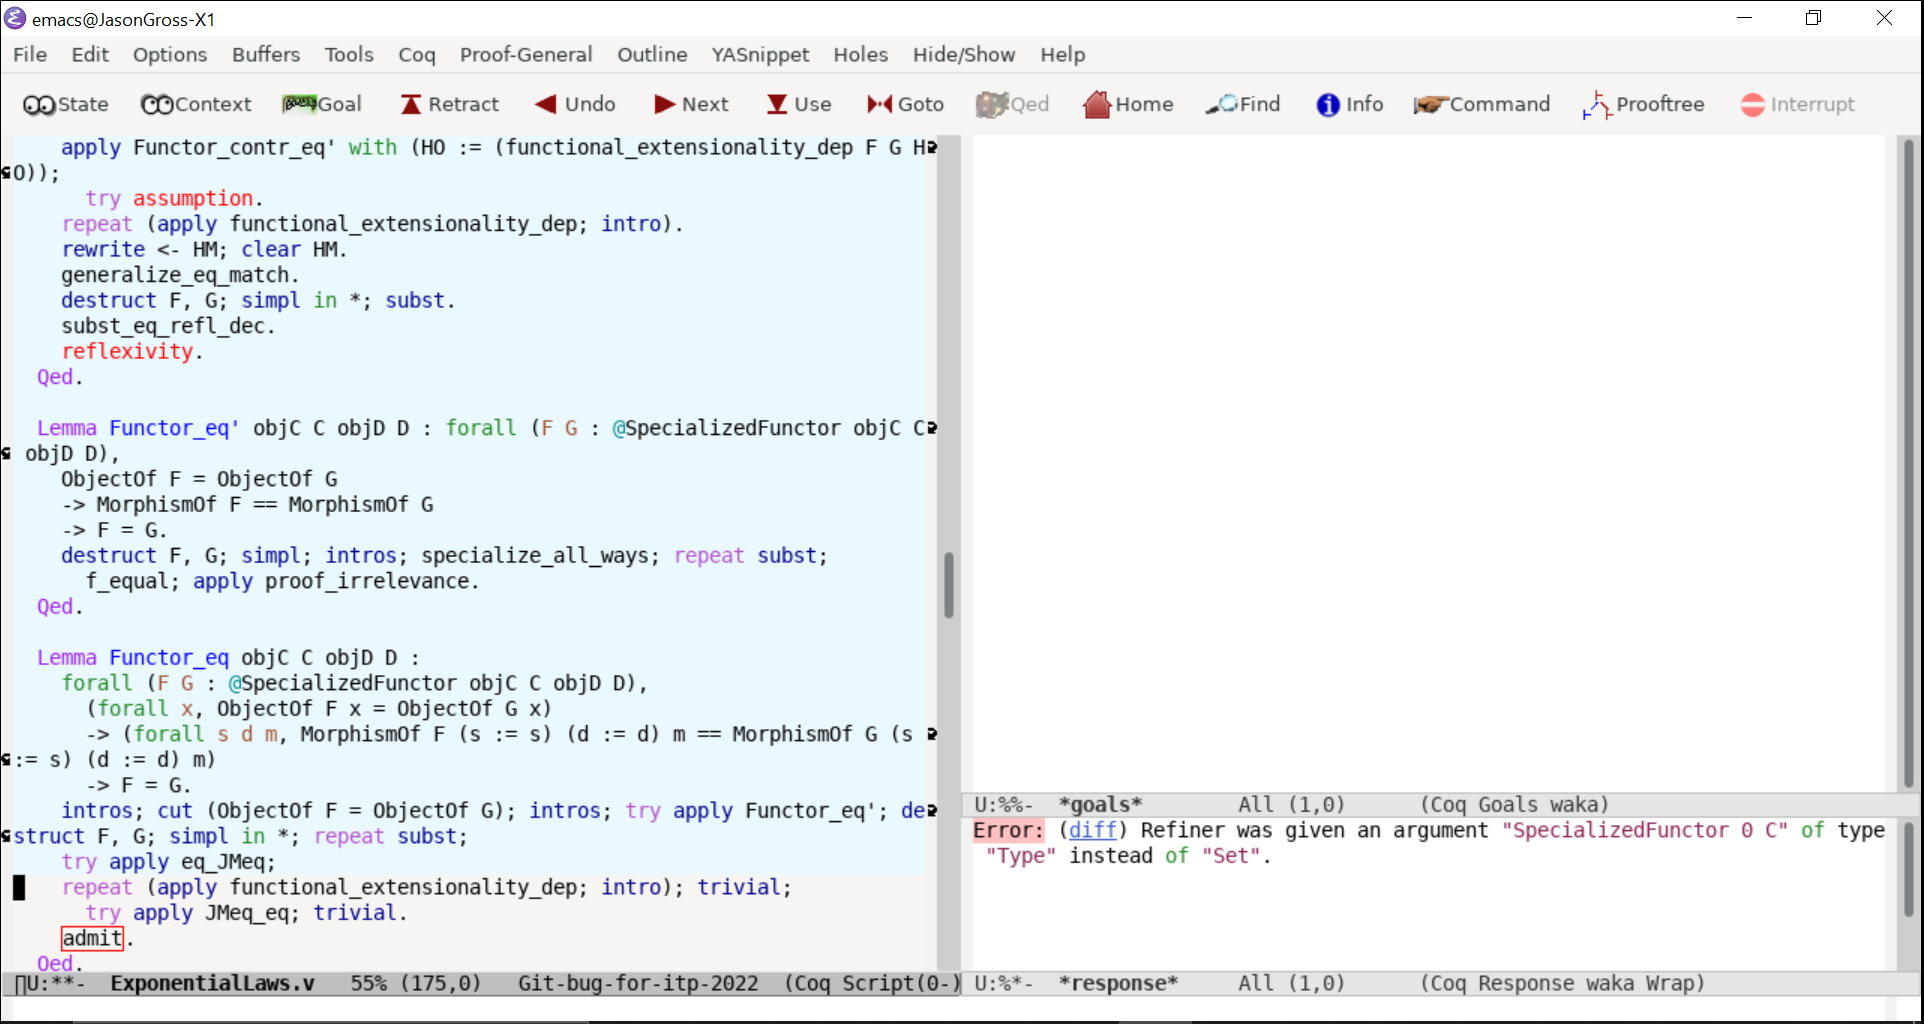 emacs@JasonGross-X1
File Edit Options Buffers Tools Coq Proof-General Outline YASnippet Holes Hide/Show Help
State Context Goal Retract Undo Next Use Goto Qed Home Find Info Command Prooftree Interrupt
apply Functor_contr_eq' with (HO := (functional_extensionality_dep F G H
O));
try assumption.
repeat (apply functional_extensionality_dep; intro).
rewrite <- HM; clear HM.
generalize_eq_match.
destruct F, G; simpl in *; subst.
subst_eq_refl_dec.
reflexivity.
Qed.
Lemma Functor_eq' objC C objD D : forall (F G : @SpecializedFunctor objC C
objD D),
ObjectOf F = ObjectOf G
-> MorphismOf F == MorphismOf G
-> F = G.
destruct F, G; simpl; intros; specialize_all_ways; repeat subst;
f_equal; apply proof_irrelevance.
Qed.
Lemma Functor_eq objC C objD D :
forall (F G : @SpecializedFunctor objC C objD D),
(forall x, ObjectOf F x = ObjectOf G x)
-> (forall s d m, MorphismOf F (s := s) (d := d) m == MorphismOf G (s
:= s) (d := d) m)
-> F = G.
intros; cut (ObjectOf F = ObjectOf G); intros; try apply Functor_eq'; de
struct F, G; simpl in *; repeat subst;
try apply eq_JMeq;
repeat (apply functional_extensionality_dep; intro); trivial;
try apply JMeq_eq; trivial.
admit.
Qed.
U:**-  ExponentialLaws.v   55% (175,0)   Git-bug-for-itp-2022  (Coq Script(0-)
U:%%-  *goals*        All (1,0)      (Coq Goals waka)
Error: (diff) Refiner was given an argument "SpecializedFunctor 0 C" of type
"Type" instead of "Set".
U:%*-  *response*     All (1,0)      (Coq Response waka Wrap)